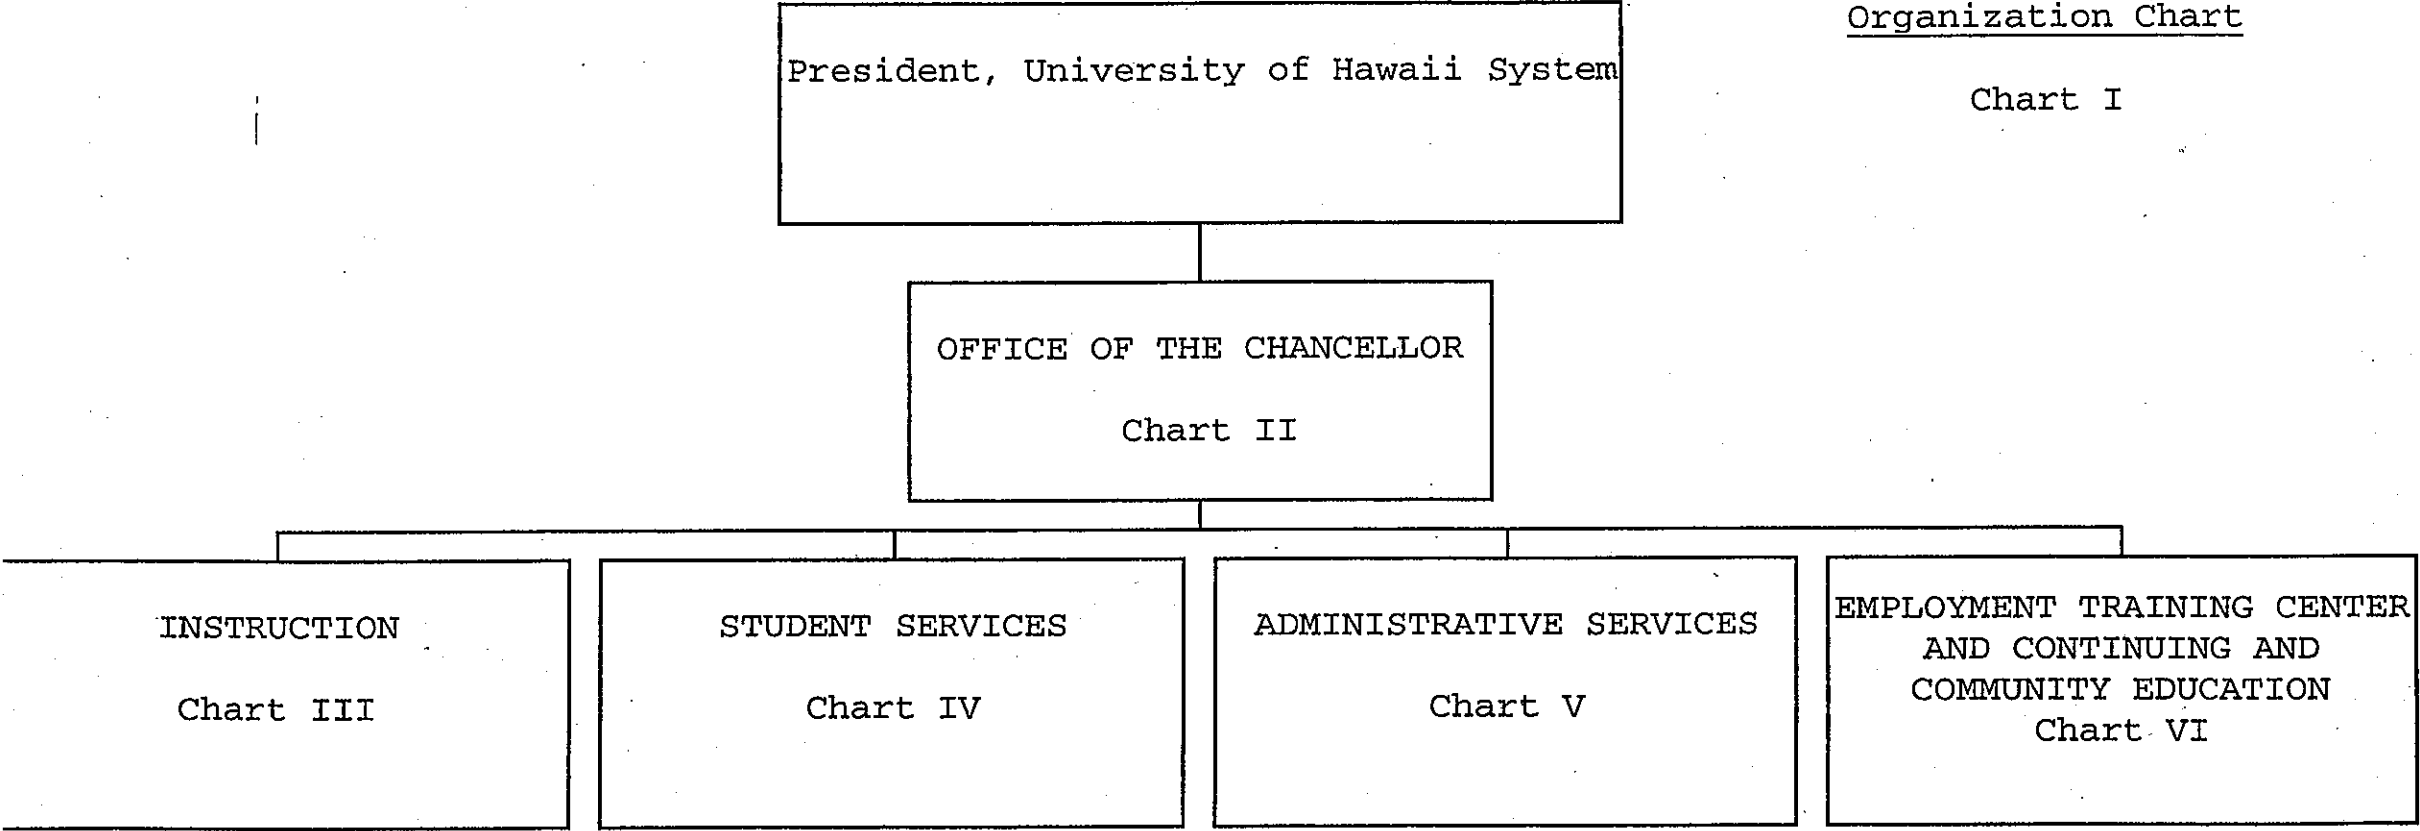 Organization Chart
Chart I
President, University of Hawaii System
OFFICE OF THE CHANCELLOR
Chart II
INSTRUCTION
Chart III
STUDENT SERVICES
Chart IV
ADMINISTRATIVE SERVICES
Chart V
EMPLOYMENT TRAINING CENTER
AND CONTINUING AND
COMMUNITY EDUCATION
Chart VI